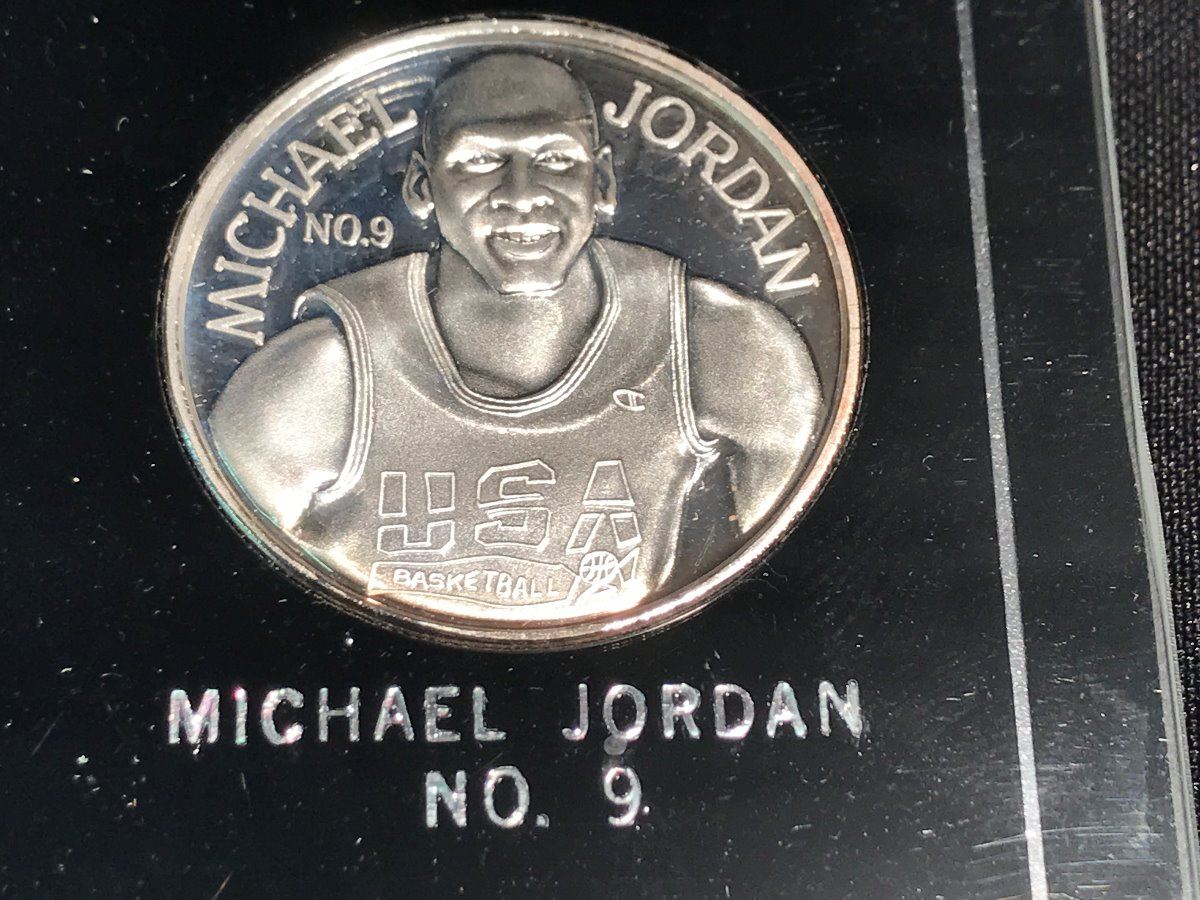 MICHAEL JORDAN
NO.9
A
USA
BASKETBALL
MICHAEL JORDAN
NO. 9